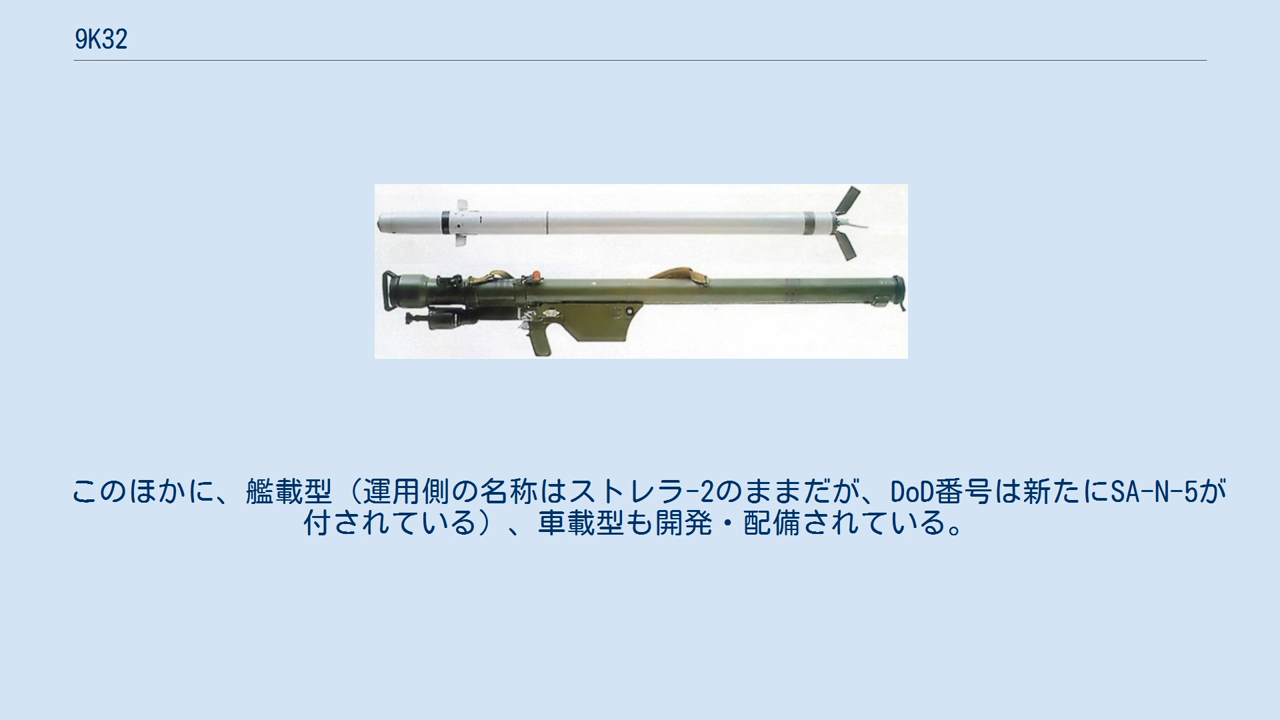 9K32
このほかに、艦載型（運用側の名称はストレラ-2のままだが、DoD番号は新たにSA-N-5が
付されている）、車載型も開発・配備されている。